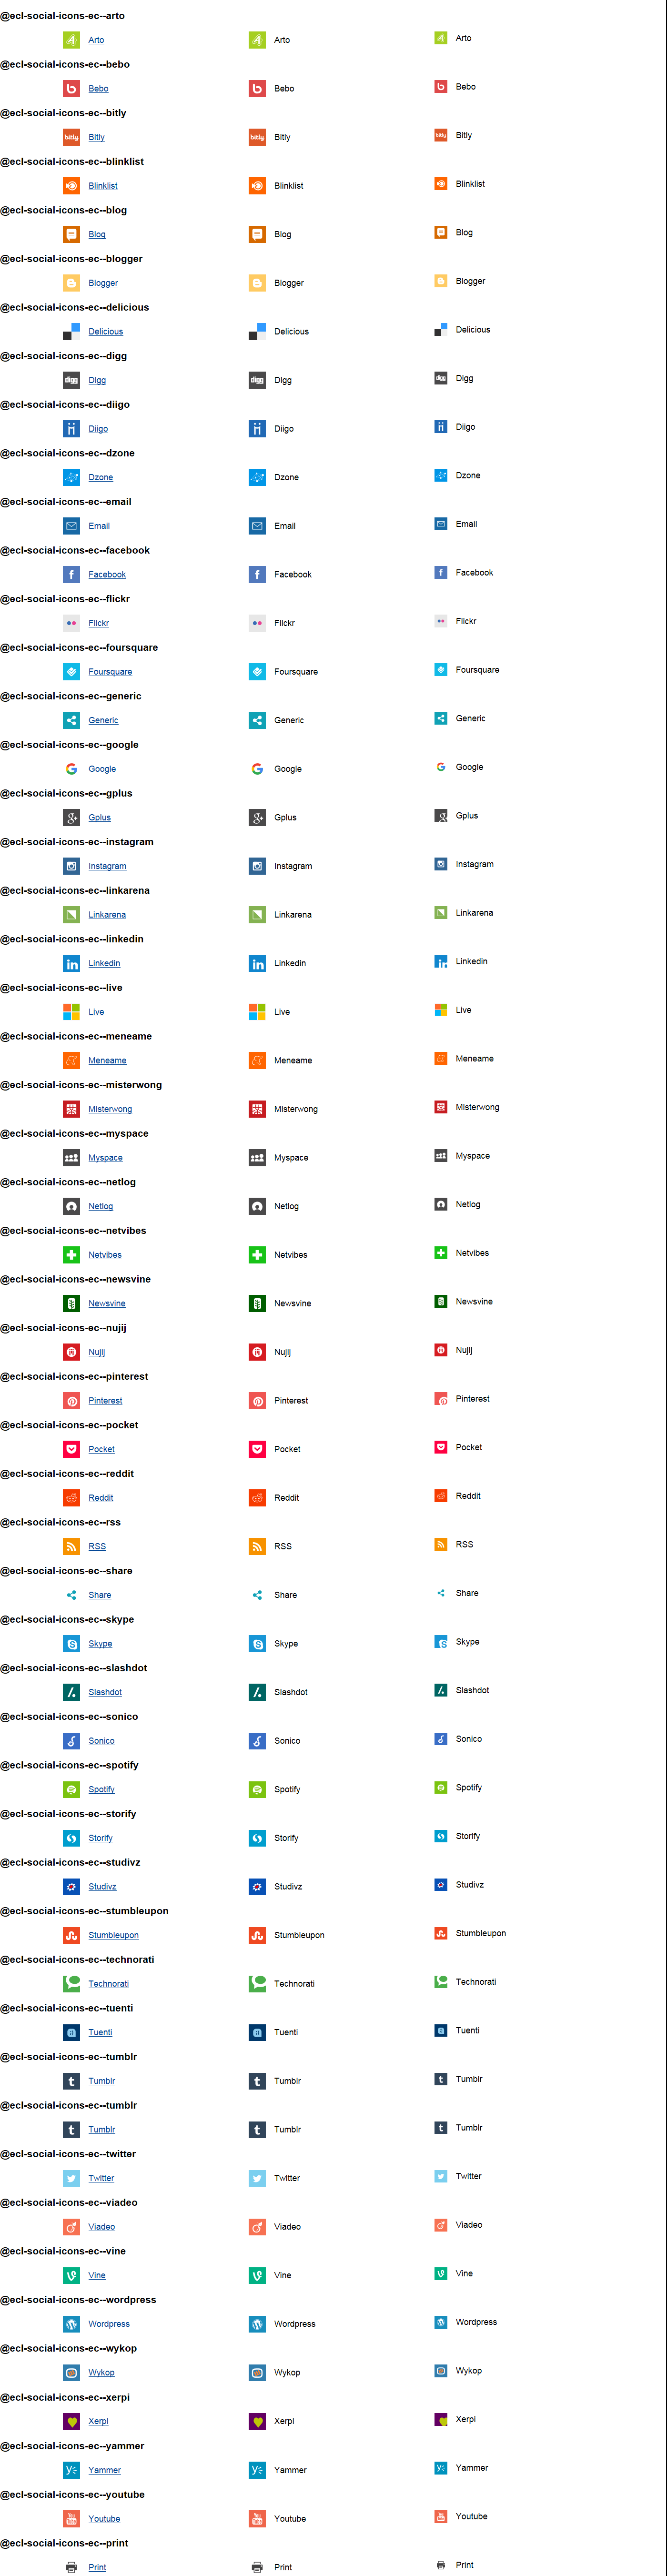 @ecl-social-icons-ec--arto
Arto Arto Arto
@ecl-social-icons-ec--bebo
Bebo Bebo Bebo
@ecl-social-icons-ec--bitly
bitly Bitly bitly Bitly bitly Bitly
@ecl-social-icons-ec--blinklist
Blinklist Blinklist Blinklist
@ecl-social-icons-ec--blog
Blog Blog Blog
@ecl-social-icons-ec--blogger
Blogger Blogger Blogger
@ecl-social-icons-ec--delicious
Delicious Delicious Delicious
@ecl-social-icons-ec--digg
digg Digg digg Digg digg Digg
@ecl-social-icons-ec--diigo
Diigo Diigo Diigo
@ecl-social-icons-ec--dzone
Dzone Dzone Dzone
@ecl-social-icons-ec--email
Email Email Email
@ecl-social-icons-ec--facebook
f Facebook f Facebook f Facebook
@ecl-social-icons-ec--flickr
Flickr Flickr Flickr
@ecl-social-icons-ec--foursquare
Foursquare Foursquare Foursquare
@ecl-social-icons-ec--generic
Generic Generic Generic
@ecl-social-icons-ec--google
G Google G Google G Google
@ecl-social-icons-ec--gplus
g+ Gplus g+ Gplus Gplus
@ecl-social-icons-ec--instagram
Instagram Instagram Instagram
@ecl-social-icons-ec--linkarena
Linkarena Linkarena Linkarena
@ecl-social-icons-ec--linkedin
in Linkedin in Linkedin in Linkedin
@ecl-social-icons-ec--live
Live Live Live
@ecl-social-icons-ec--meneame
Meneame Meneame Meneame
@ecl-social-icons-ec--misterwong
Misterwong Misterwong Misterwong
@ecl-social-icons-ec--myspace
Myspace Myspace Myspace
@ecl-social-icons-ec--netlog
Netlog Netlog Netlog
@ecl-social-icons-ec--netvibes
Netvibes Netvibes Netvibes
@ecl-social-icons-ec--newsvine
Newsvine Newsvine Newsvine
@ecl-social-icons-ec--nujij
Nujij Nujij Nujij
@ecl-social-icons-ec--pinterest
Pinterest Pinterest Pinterest
@ecl-social-icons-ec--pocket
Pocket Pocket Pocket
@ecl-social-icons-ec--reddit
Reddit Reddit Reddit
@ecl-social-icons-ec--rss
RSS RSS RSS
@ecl-social-icons-ec--share
Share Share Share
@ecl-social-icons-ec--skype
Skype Skype Skype
@ecl-social-icons-ec--slashdot
Slashdot Slashdot Slashdot
@ecl-social-icons-ec--sonico
Sonico Sonico Sonico
@ecl-social-icons-ec--spotify
Spotify Spotify Spotify
@ecl-social-icons-ec--storify
Storify Storify Storify
@ecl-social-icons-ec--studivz
Studivz Studivz Studivz
@ecl-social-icons-ec--stumbleupon
Stumbleupon Stumbleupon Stumbleupon
@ecl-social-icons-ec--technorati
Technorati Technorati Technorati
@ecl-social-icons-ec--tuenti
Tuenti Tuenti Tuenti
@ecl-social-icons-ec--tumblr
t Tumblr t Tumblr t Tumblr
@ecl-social-icons-ec--tumblr
t Tumblr t Tumblr t Tumblr
@ecl-social-icons-ec--twitter
Twitter Twitter Twitter
@ecl-social-icons-ec--viadeo
Viadeo Viadeo Viadeo
@ecl-social-icons-ec--vine
Vine Vine Vine
@ecl-social-icons-ec--wordpress
Wordpress Wordpress Wordpress
@ecl-social-icons-ec--wykop
Wykop Wykop Wykop
@ecl-social-icons-ec--xerpi
Xerpi Xerpi Xerpi
@ecl-social-icons-ec--yammer
Yammer Yammer Yammer
@ecl-social-icons-ec--youtube
You Tube Youtube You Tube Youtube You Tube Youtube
@ecl-social-icons-ec--print
Print Print Print